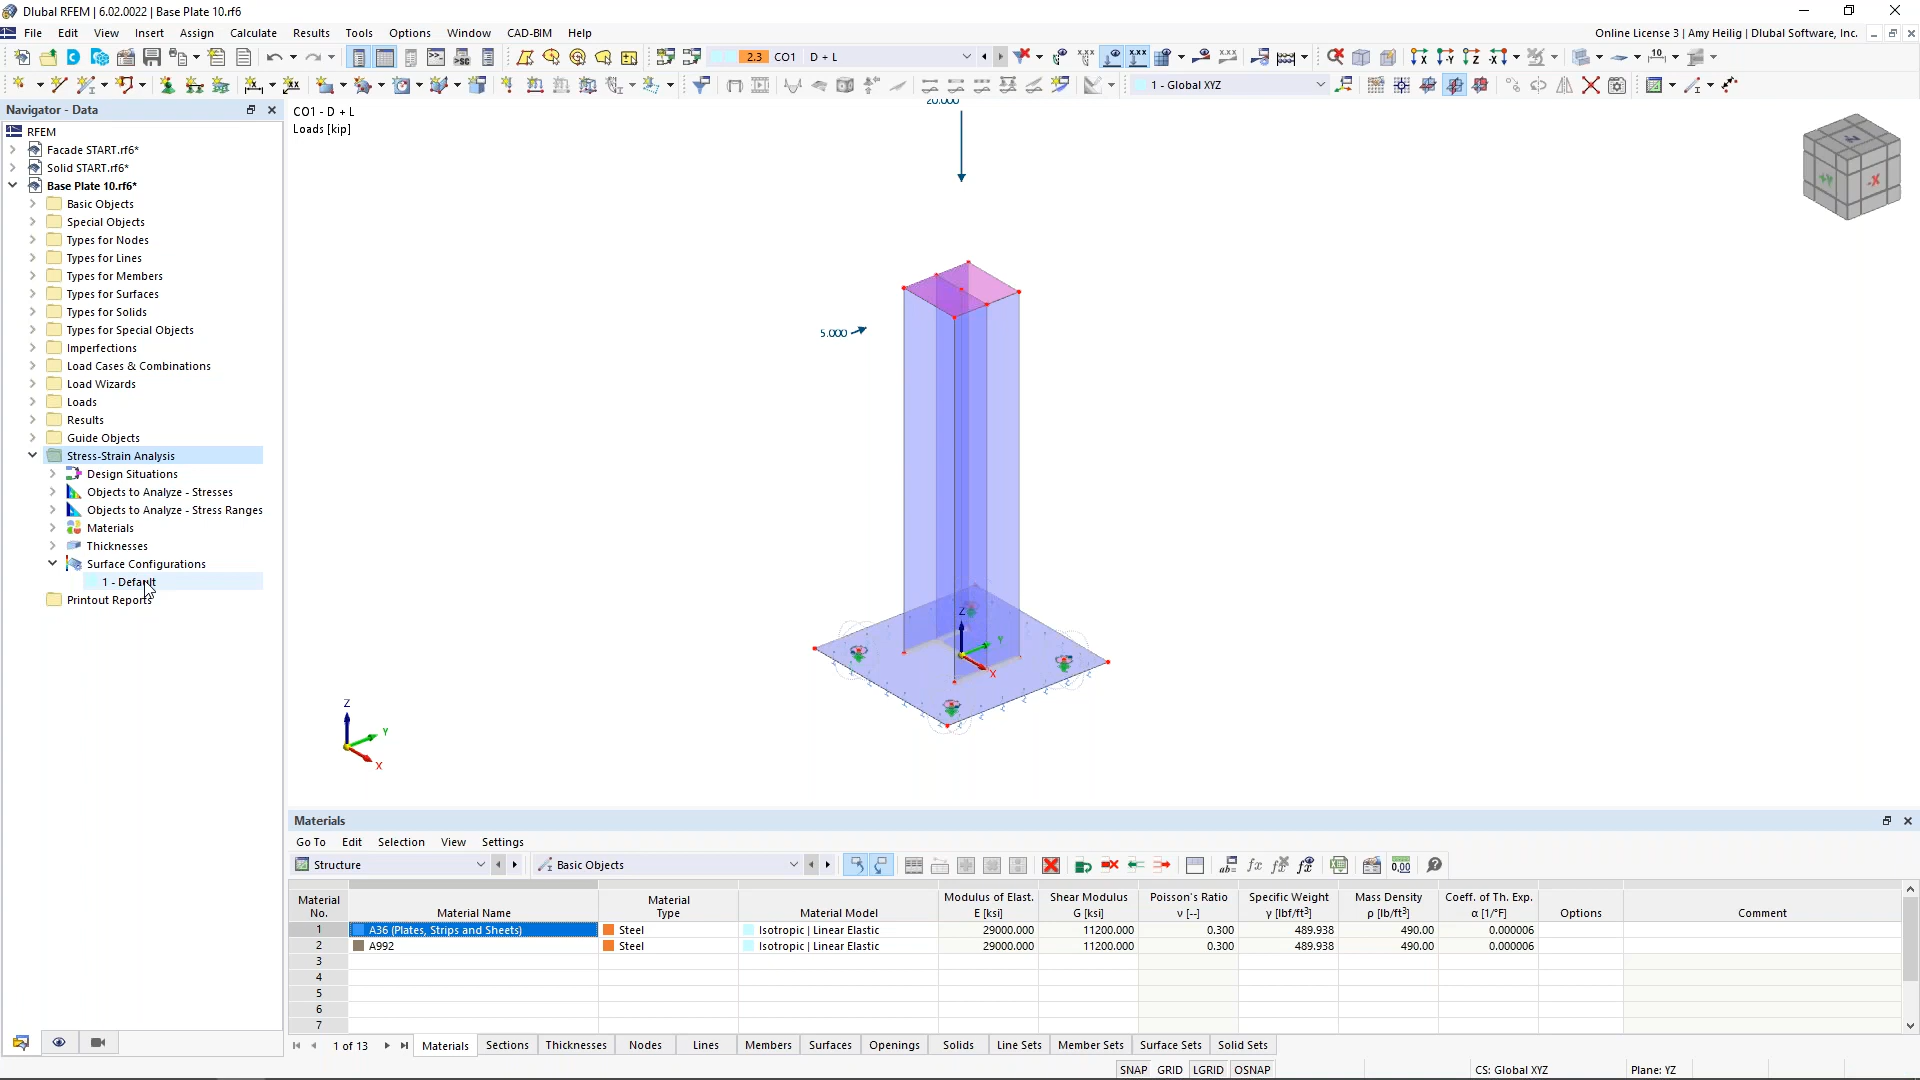 Dlubal RFEM | 6.02.0022 | Base Plate 10.rf6
File Edit View Insert Assign Calculate Results Tools Options Window CAD-BIM Help
Online License 3 | Amy Heilig | Dlubal Software, Inc.
2.3 CO1 D + L
1 - Global XYZ
Navigator - Data
RFEM
Facade START.rf6*
Solid START.rf6*
Base Plate 10.rf6*
Basic Objects
Special Objects
Types for Nodes
Types for Lines
Types for Members
Types for Surfaces
Types for Solids
Types for Special Objects
Imperfections
Load Cases & Combinations
Load Wizards
Loads
Results
Guide Objects
Stress-Strain Analysis
Design Situations
Objects to Analyze - Stresses
Objects to Analyze - Stress Ranges
Materials
Thicknesses
Surface Configurations
1 - Default
Printout Reports
CO1 - D + L
Loads [kip]
20.000
5.000
+Y -X Z
Z
Y
X
Z
Y
X
Materials
Go To Edit Selection View Settings
Structure Basic Objects
Material No. Material Name Material Type Material Model Modulus of Elast. E [ksi] Shear Modulus G [ksi] Poisson's Ratio ν [--] Specific Weight γ [lbf/ft³] Mass Density ρ [lb/ft³] Coeff. of Th. Exp. α [1/°F] Options Comment
1 A36 (Plates, Strips and Sheets) Steel Isotropic | Linear Elastic 29000.000 11200.000 0.300 489.938 490.00 0.000006
2 A992 Steel Isotropic | Linear Elastic 29000.000 11200.000 0.300 489.938 490.00 0.000006
3
4
5
6
7
1 of 13 Materials Sections Thicknesses Nodes Lines Members Surfaces Openings Solids Line Sets Member Sets Surface Sets Solid Sets
SNAP GRID LGRID OSNAP CS: Global XYZ Plane: YZ